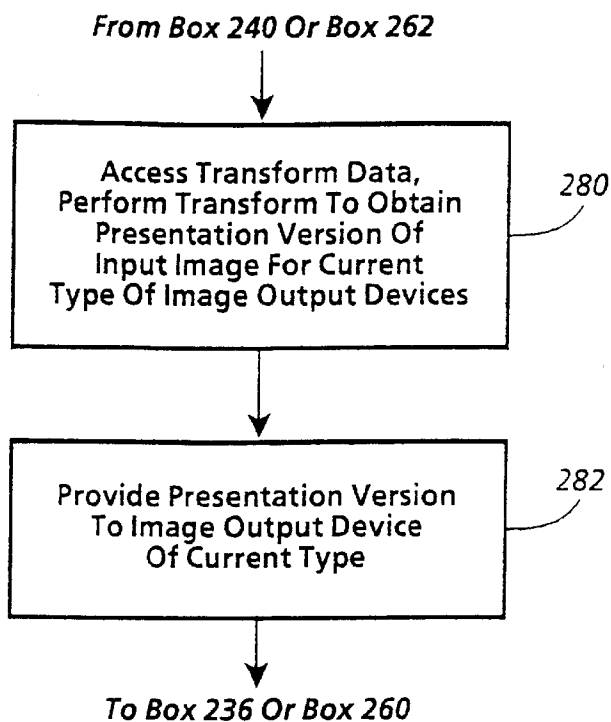 From Box 240 Or Box 262
Access Transform Data,
Perform Transform To Obtain
Presentation Version Of
Input Image For Current
Type Of Image Output Devices
280
Provide Presentation Version
To Image Output Device
Of Current Type
282
To Box 236 Or Box 260